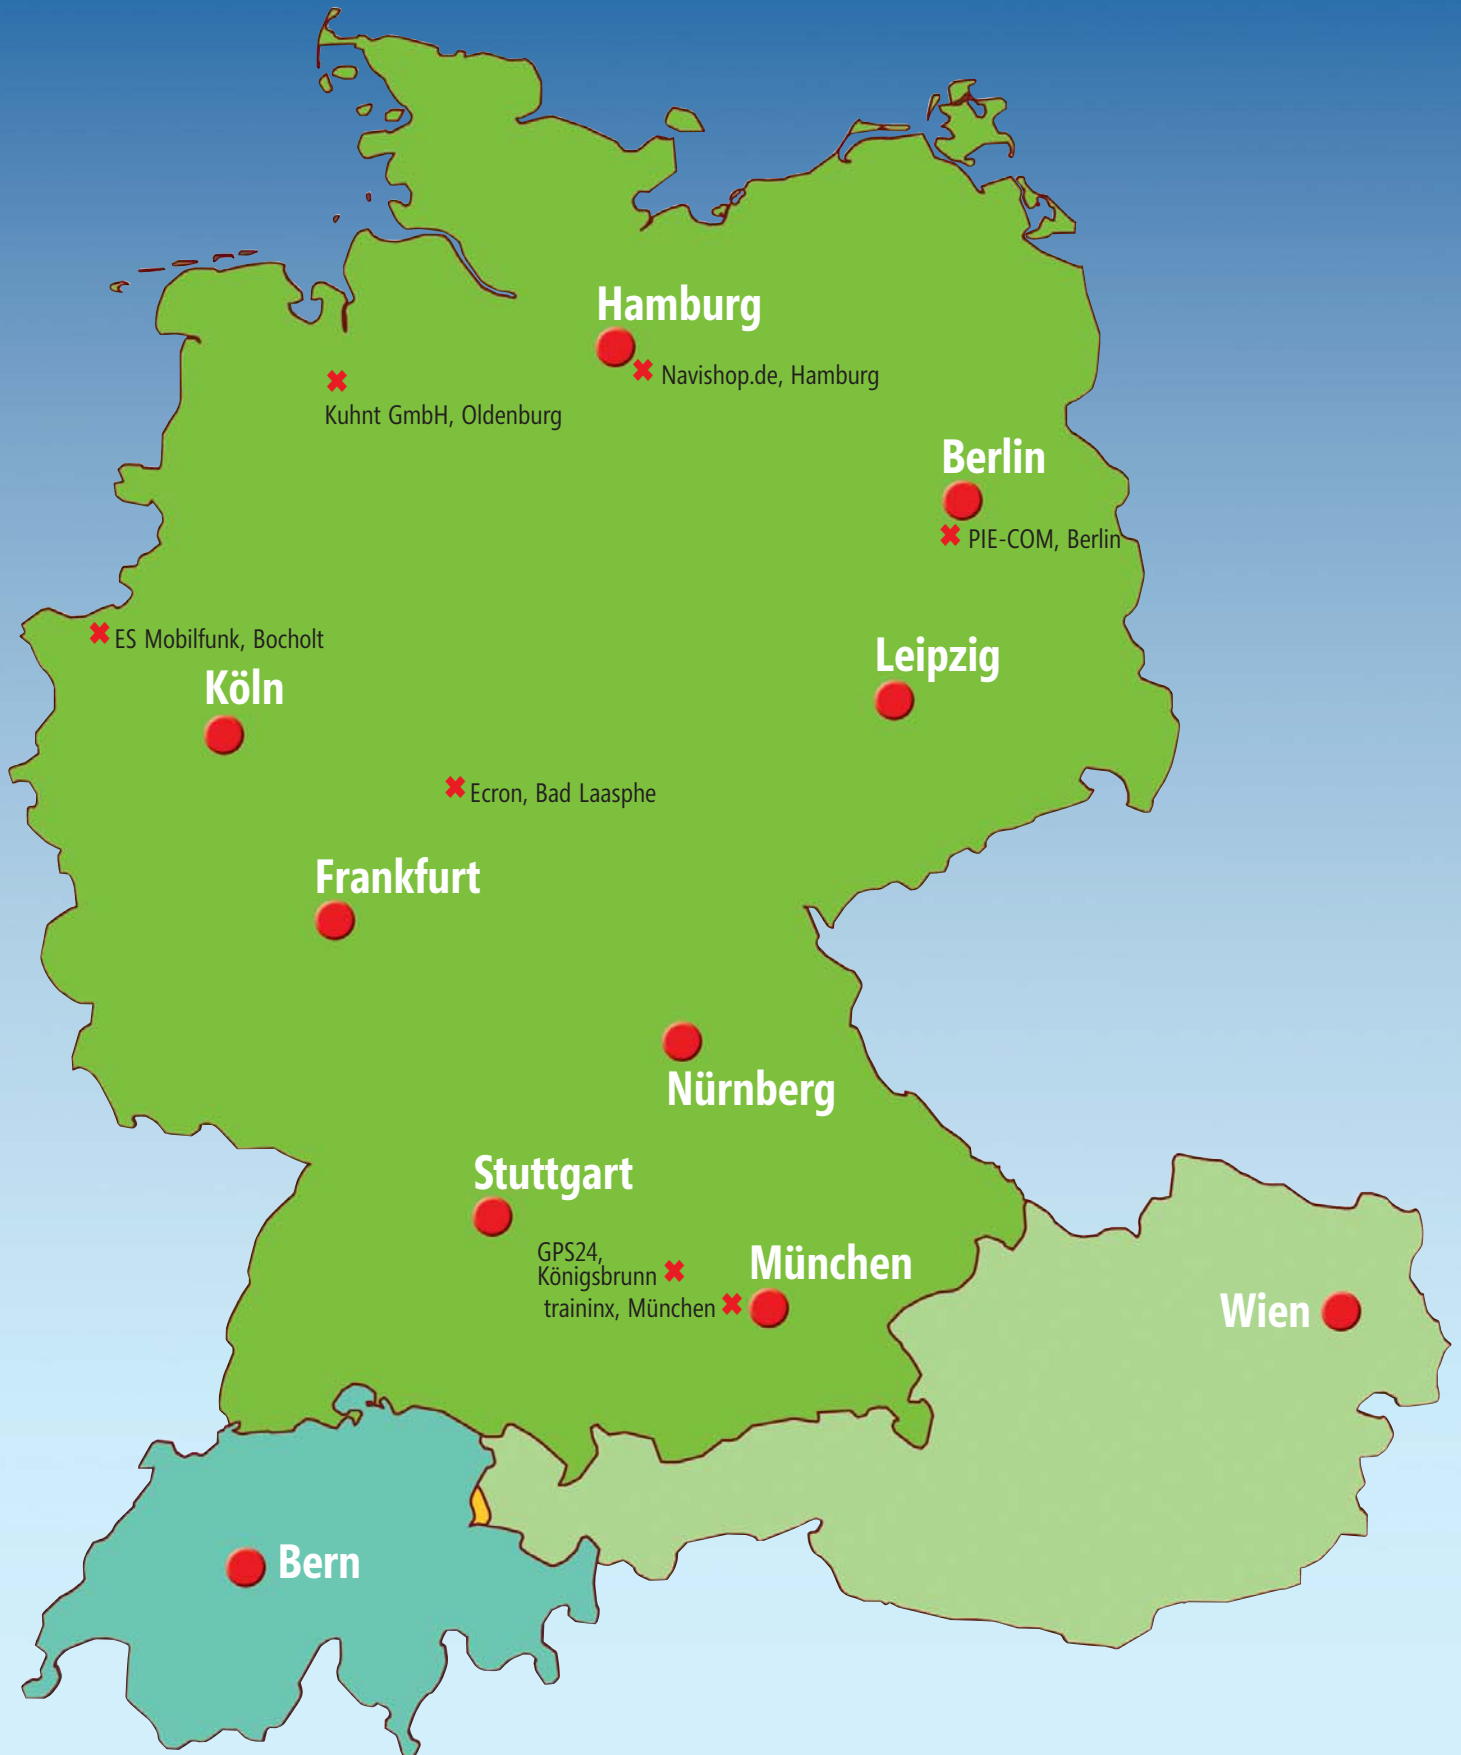 Hamburg
Navishop.de, Hamburg
Kuhnt GmbH, Oldenburg
Berlin
PIE-COM, Berlin
ES Mobilfunk, Bocholt
Leipzig
Köln
Ecron, Bad Laasphe
Frankfurt
Nürnberg
Stuttgart
GPS24,
Königsbrunn
München
traininx, München
Wien
Bern